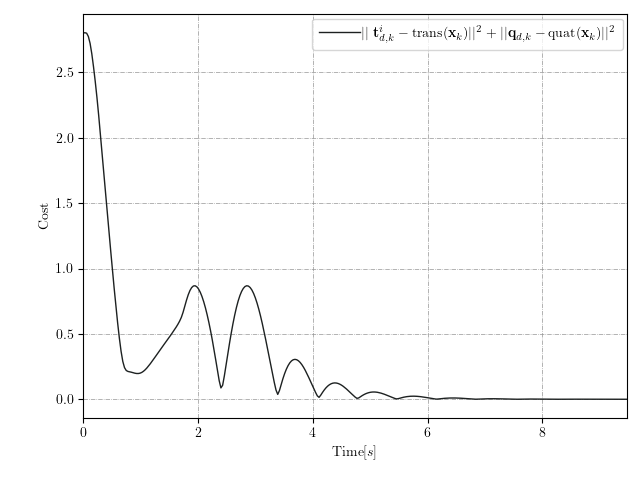 || t^i_{d,k} − trans(x_k)||² + ||q_{d,k} − quat(x_k)||²
2.5
2.0
1.5
1.0
0.5
0.0
Cost
0 2 4 6 8
Time[s]